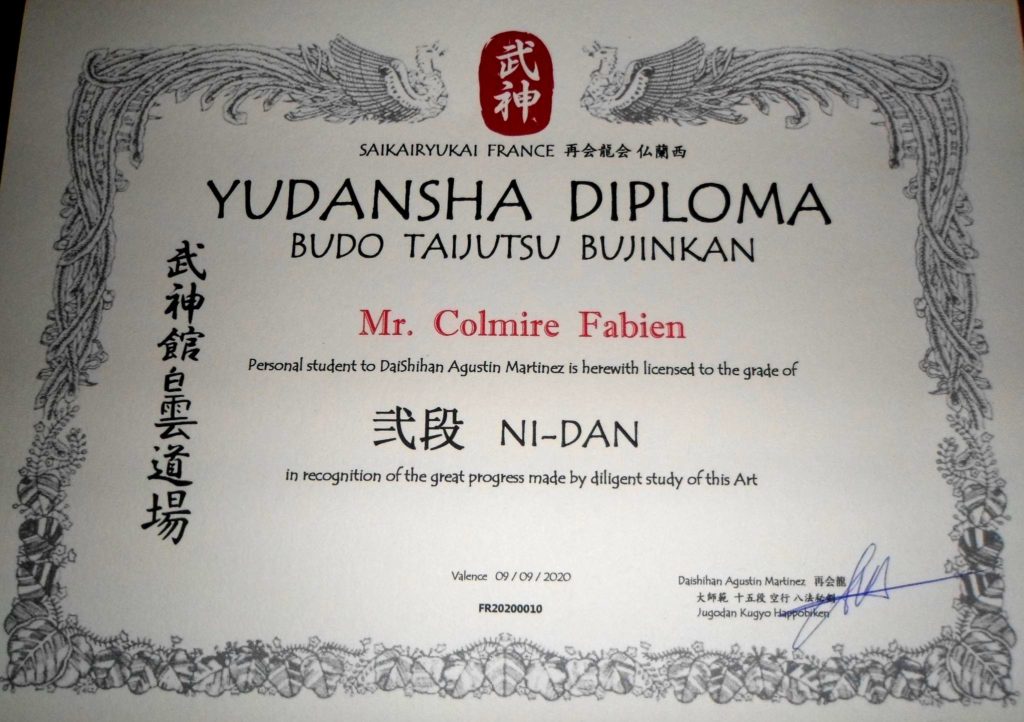 武神
SAIKAIRYUKAI FRANCE 再会龍会 仏蘭西
YUDANSHA DIPLOMA
BUDO TAIJUTSU BUJINKAN
武神館白雲道場
Mr. Colmire Fabien
Personal student to DaiShihan Agustin Martinez is herewith licensed to the grade of
弐段 NI-DAN
in recognition of the great progress made by diligent study of this Art
Valence 09/09/2020
FR20200010
Daishihan Agustin Martinez 再会龍
大師範 十五段 空行 八法秘剣
Jugodan Kugyo Happobiken